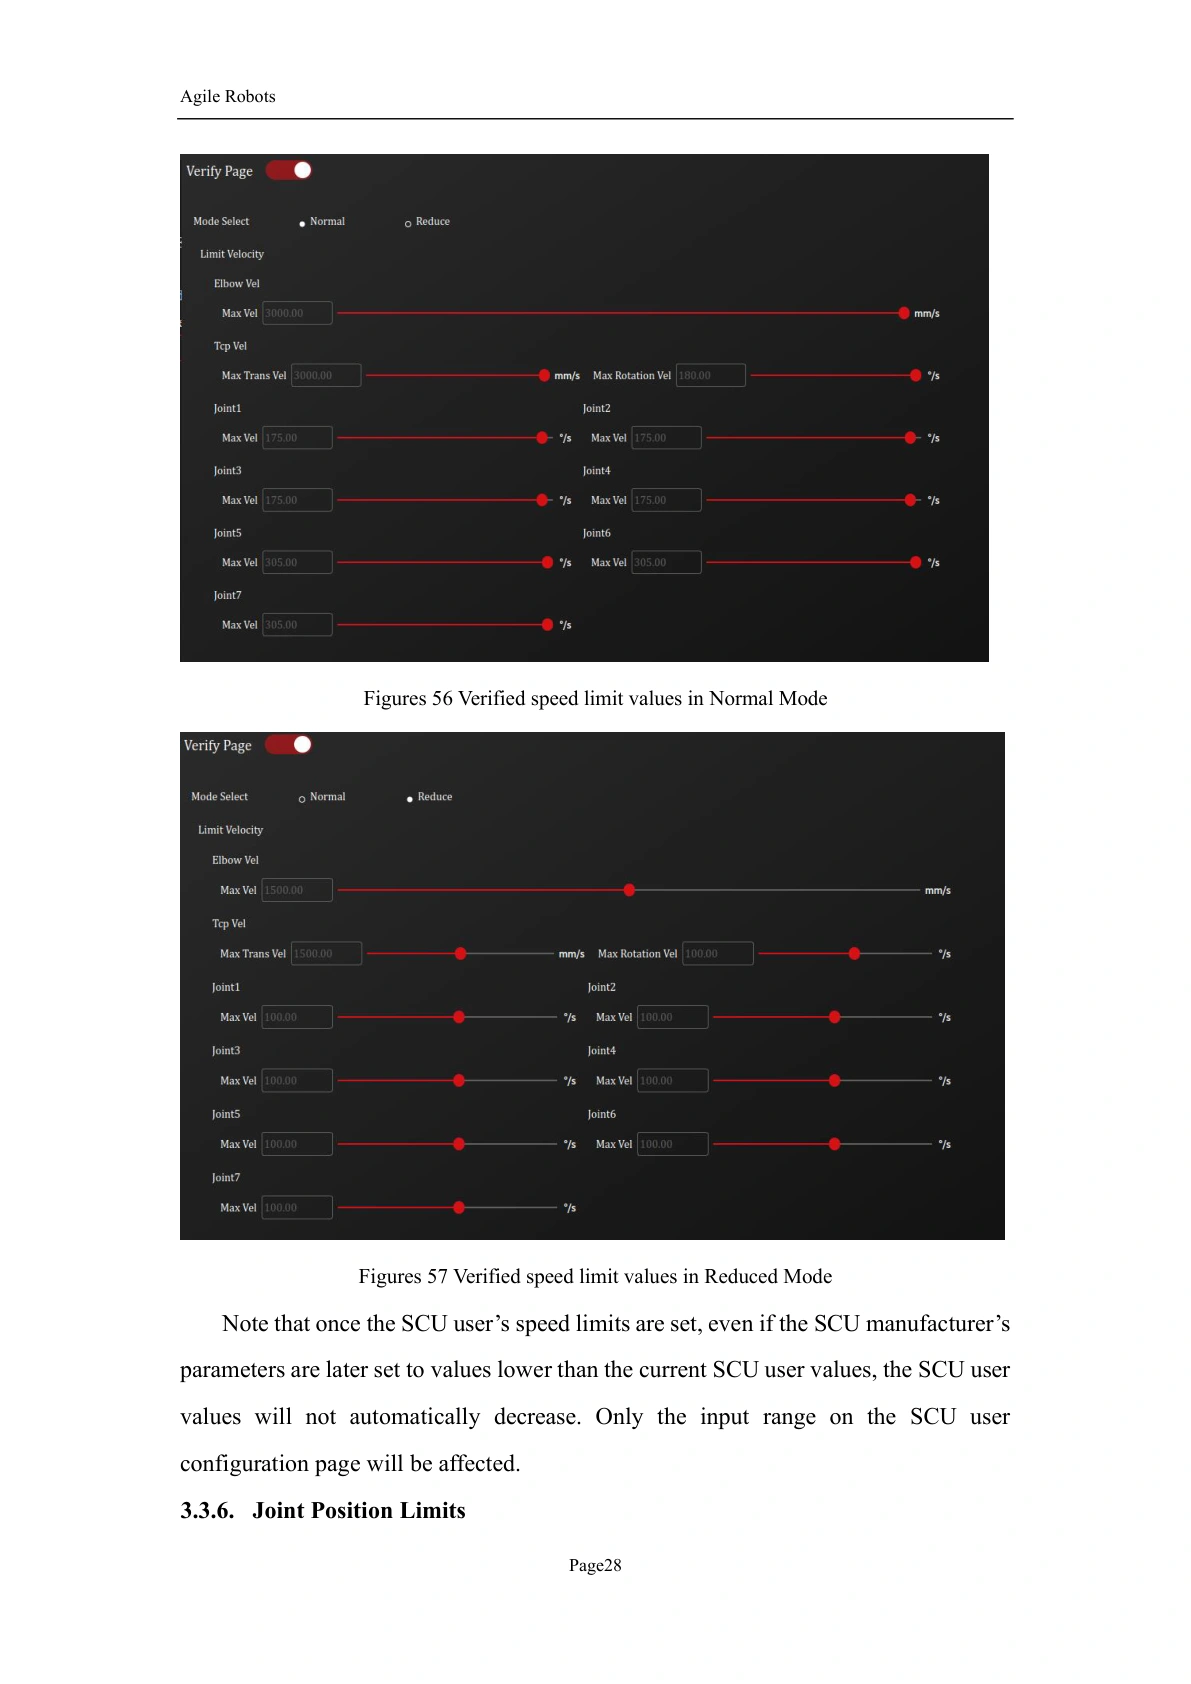 Agile Robots
Verify Page
Mode Select Normal Reduce
Limit Velocity
Elbow Vel
Max Vel 3000.00 mm/s
Tcp Vel
Max Trans Vel 3000.00 mm/s Max Rotation Vel 180.00 °/s
Joint1 Joint2
Max Vel 175.00 °/s Max Vel 175.00 °/s
Joint3 Joint4
Max Vel 175.00 °/s Max Vel 175.00 °/s
Joint5 Joint6
Max Vel 305.00 °/s Max Vel 305.00 °/s
Joint7
Max Vel 305.00 °/s
Figures 56 Verified speed limit values in Normal Mode
Verify Page
Mode Select Normal Reduce
Limit Velocity
Elbow Vel
Max Vel 1500.00 mm/s
Tcp Vel
Max Trans Vel 1500.00 mm/s Max Rotation Vel 100.00 °/s
Joint1 Joint2
Max Vel 100.00 °/s Max Vel 100.00 °/s
Joint3 Joint4
Max Vel 100.00 °/s Max Vel 100.00 °/s
Joint5 Joint6
Max Vel 100.00 °/s Max Vel 100.00 °/s
Joint7
Max Vel 100.00 °/s
Figures 57 Verified speed limit values in Reduced Mode
Note that once the SCU user’s speed limits are set, even if the SCU manufacturer’s
parameters are later set to values lower than the current SCU user values, the SCU user
values will not automatically decrease. Only the input range on the SCU user
configuration page will be affected.
3.3.6. Joint Position Limits
Page28